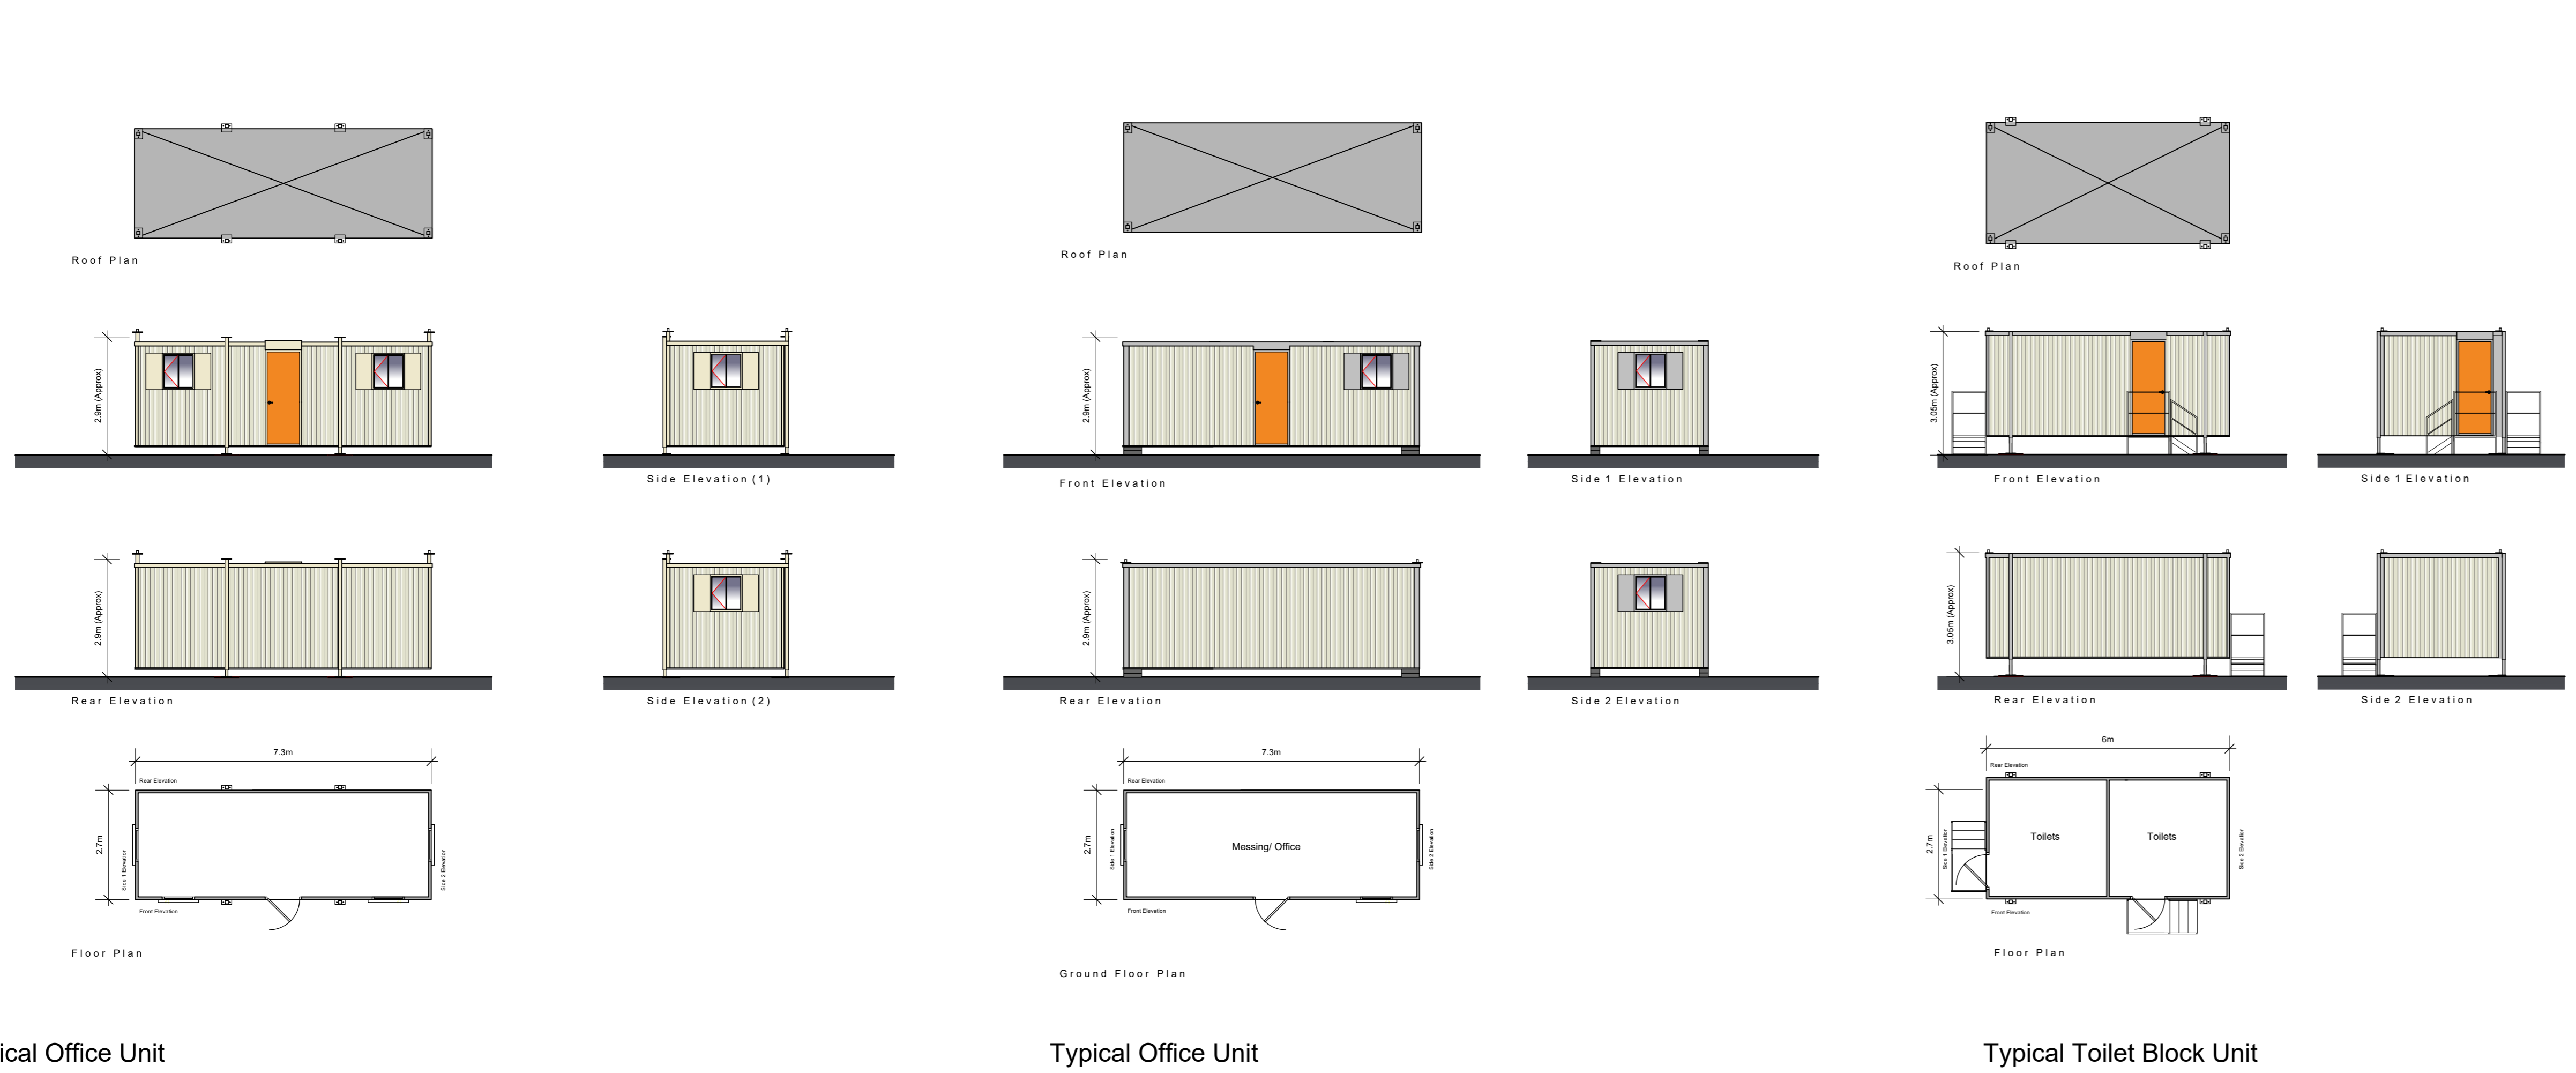 Roof Plan
2.9m (Approx)
Side Elevation (1)
2.9m (Approx)
Rear Elevation
Side Elevation (2)
7.3m
Rear Elevation
2.7m
Side 1 Elevation
Side 2 Elevation
Front Elevation
Floor Plan
ical Office Unit
Roof Plan
2.9m (Approx)
Front Elevation
Side 1 Elevation
2.9m (Approx)
Rear Elevation
Side 2 Elevation
7.3m
Rear Elevation
2.7m
Side 1 Elevation
Messing/ Office
Side 2 Elevation
Front Elevation
Ground Floor Plan
Typical Office Unit
Roof Plan
3.05m (Approx)
Front Elevation
Side 1 Elevation
3.05m (Approx)
Rear Elevation
Side 2 Elevation
6m
Rear Elevation
2.7m
Side 1 Elevation
Toilets
Toilets
Side 2 Elevation
Front Elevation
Floor Plan
Typical Toilet Block Unit